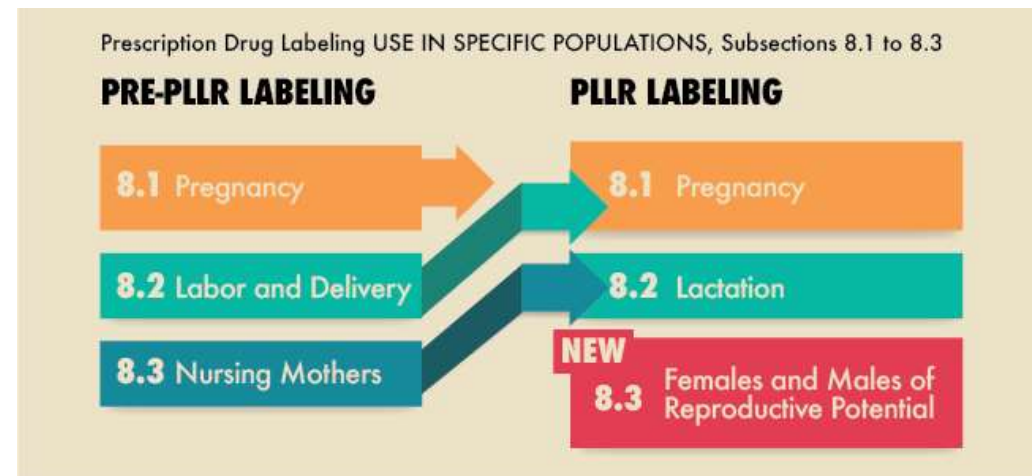 Prescription Drug Labeling USE IN SPECIFIC POPULATIONS, Subsections 8.1 to 8.3
PRE-PLLR LABELING
8.1 Pregnancy
8.2 Labor and Delivery
8.3 Nursing Mothers
PLLR LABELING
8.1 Pregnancy
8.2 Lactation
NEW
8.3 Females and Males of
Reproductive Potential